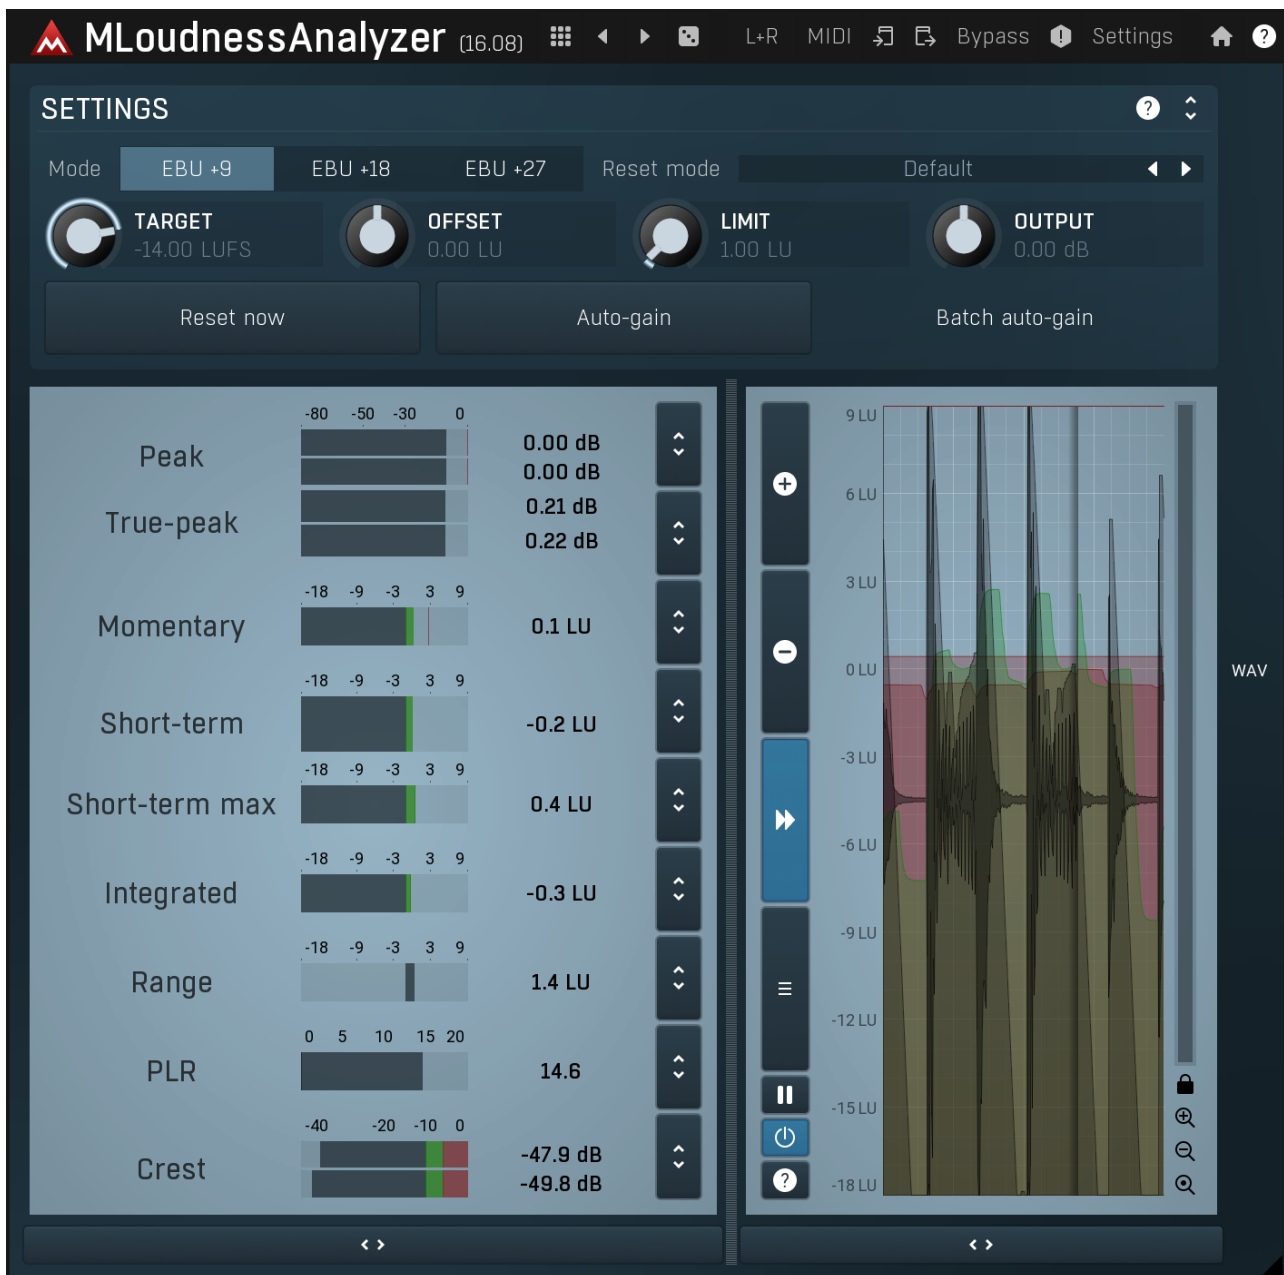 MLoudnessAnalyzer (16.08) L+R MIDI Bypass Settings ?
SETTINGS ?
Mode EBU +9 EBU +18 EBU +27 Reset mode Default
TARGET OFFSET LIMIT OUTPUT
-14.00 LUFS 0.00 LU 1.00 LU 0.00 dB
Reset now Auto-gain Batch auto-gain
-80 -50 -30 0
Peak 0.00 dB
0.00 dB
True-peak 0.21 dB
0.22 dB
-18 -9 -3 3 9
Momentary 0.1 LU
-18 -9 -3 3 9
Short-term -0.2 LU
-18 -9 -3 3 9
Short-term max 0.4 LU
-18 -9 -3 3 9
Integrated -0.3 LU
-18 -9 -3 3 9
Range 1.4 LU
0 5 10 15 20
PLR 14.6
-40 -20 -10 0
Crest -47.9 dB
-49.8 dB
9 LU
6 LU
3 LU
0 LU
-3 LU
-6 LU
-9 LU
-12 LU
-15 LU
-18 LU
?
WAV